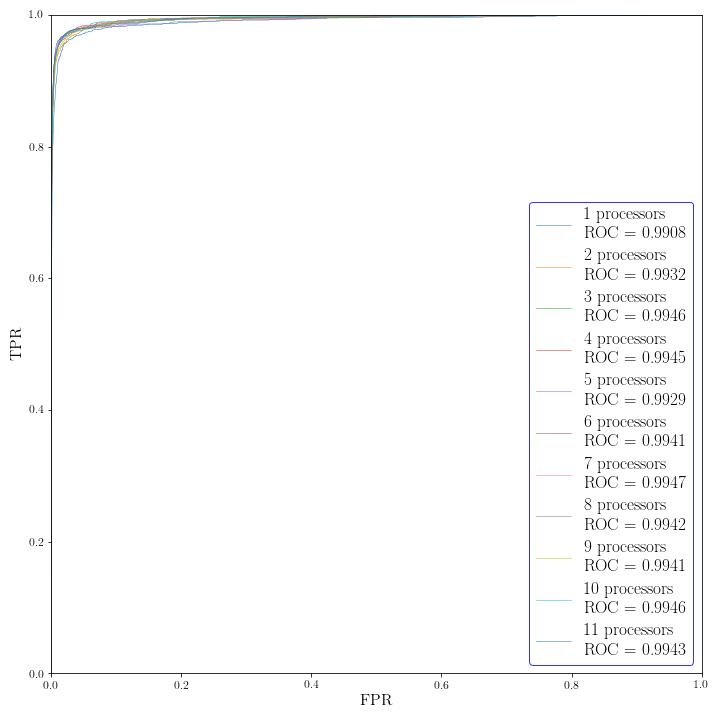 1.0
0.8
0.6
0.4
0.2
0.0
TPR
0.0 0.2 0.4 0.6 0.8 1.0
FPR
1 processors
ROC = 0.9908
2 processors
ROC = 0.9932
3 processors
ROC = 0.9946
4 processors
ROC = 0.9945
5 processors
ROC = 0.9929
6 processors
ROC = 0.9941
7 processors
ROC = 0.9947
8 processors
ROC = 0.9942
9 processors
ROC = 0.9941
10 processors
ROC = 0.9946
11 processors
ROC = 0.9943